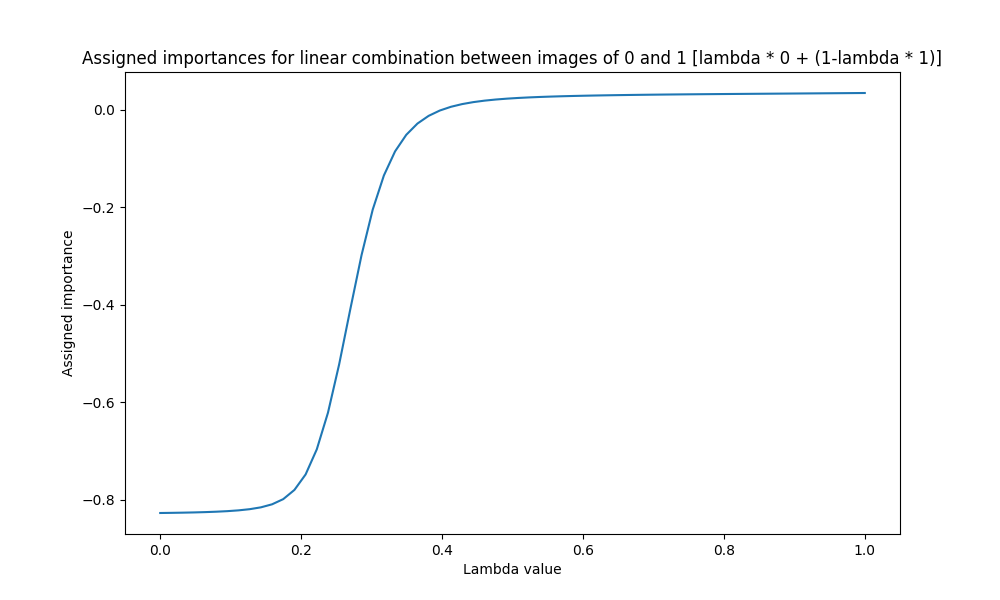 Assigned importances for linear combination between images of 0 and 1 [lambda * 0 + (1-lambda * 1)]
0.0
−0.2
−0.4
−0.6
−0.8
Assigned importance
0.0 0.2 0.4 0.6 0.8 1.0
Lambda value